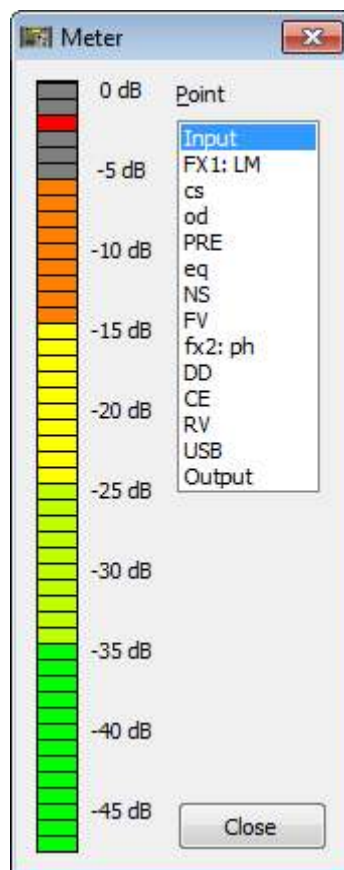 Meter
0 dB
-5 dB
-10 dB
-15 dB
-20 dB
-25 dB
-30 dB
-35 dB
-40 dB
-45 dB
Point
Input
FX1: LM
cs
od
PRE
eq
NS
FV
fx2: ph
DD
CE
RV
USB
Output
Close